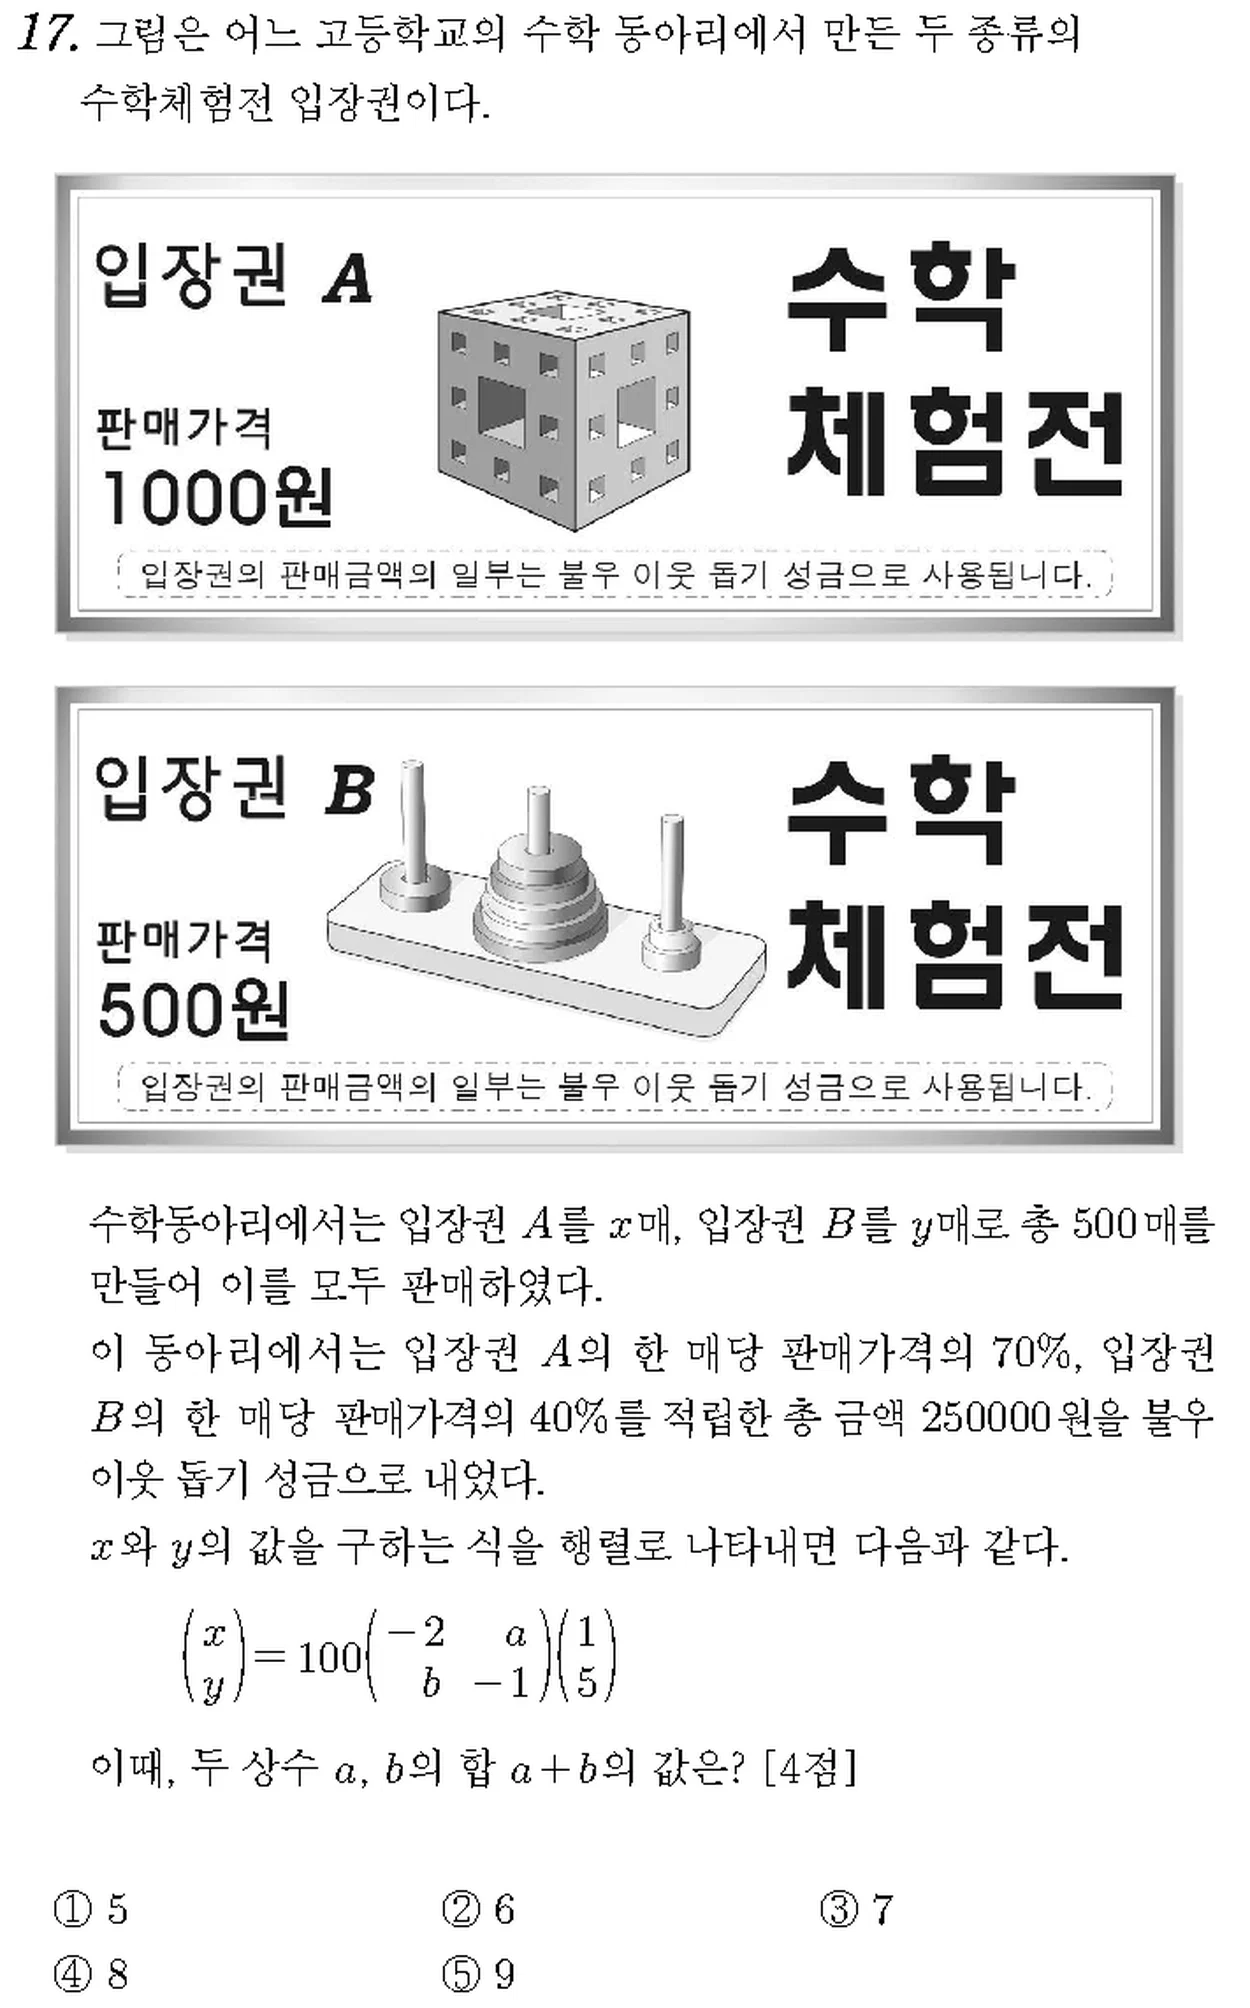 17. 그림은 어느 고등학교의 수학 동아리에서 만든 두 종류의
수학체험전 입장권이다.
입장권 A
수학
체험전
판매가격
1000원
입장권의 판매금액의 일부는 불우 이웃 돕기 성금으로 사용됩니다.
입장권 B
수학
체험전
판매가격
500원
입장권의 판매금액의 일부는 불우 이웃 돕기 성금으로 사용됩니다.
수학동아리에서는 입장권 A를 x매, 입장권 B를 y매로 총 500매를
만들어 이를 모두 판매하였다.
이 동아리에서는 입장권 A의 한 매당 판매가격의 70%, 입장권
B의 한 매당 판매가격의 40%를 적립한 총 금액 250000원을 불우
이웃 돕기 성금으로 내었다.
x와 y의 값을 구하는 식을 행렬로 나타내면 다음과 같다.
(x y) = 100(-2 a b -1)(1 5)
이때, 두 상수 a, b의 합 a+b의 값은? [4점]
① 5 ② 6 ③ 7
④ 8 ⑤ 9